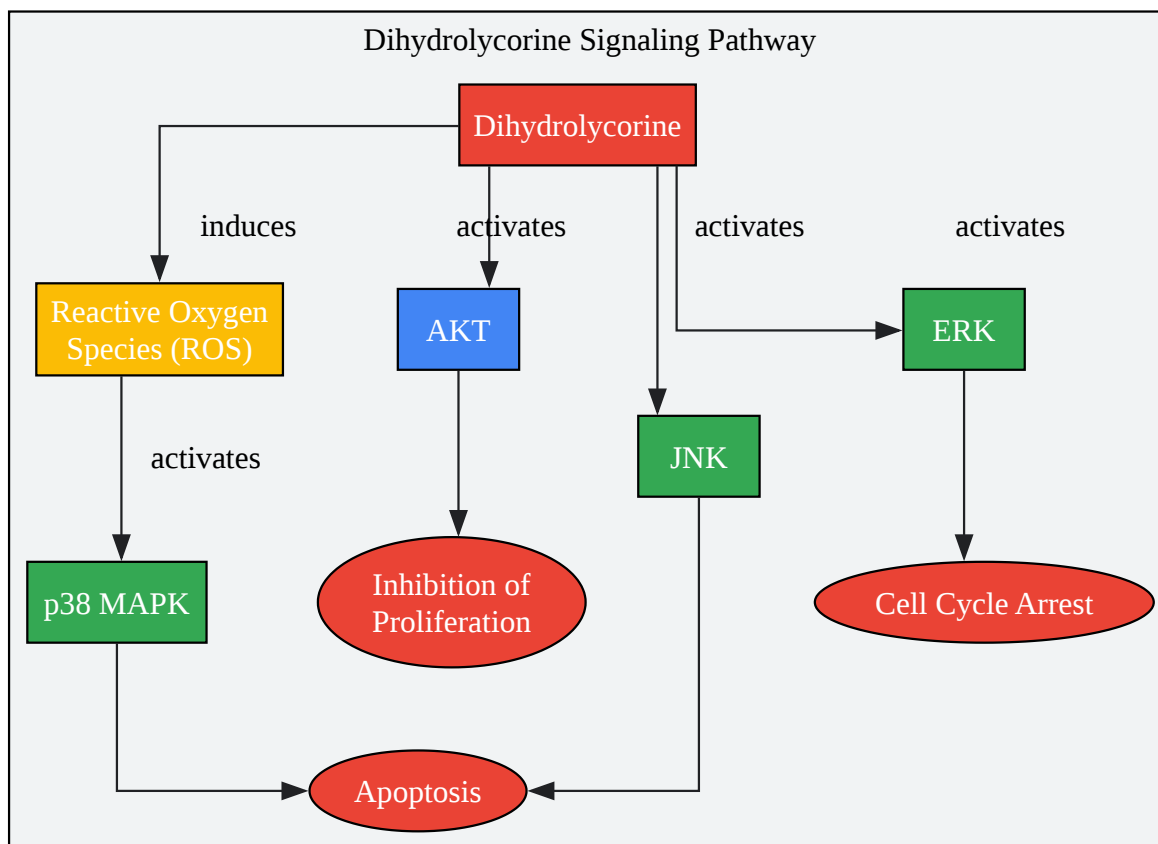 Dihydrolycorine Signaling Pathway
Dihydrolycorine
induces
activates
activates
activates
Reactive Oxygen
Species (ROS)
AKT
ERK
activates
JNK
p38 MAPK
Inhibition of
Proliferation
Cell Cycle Arrest
Apoptosis